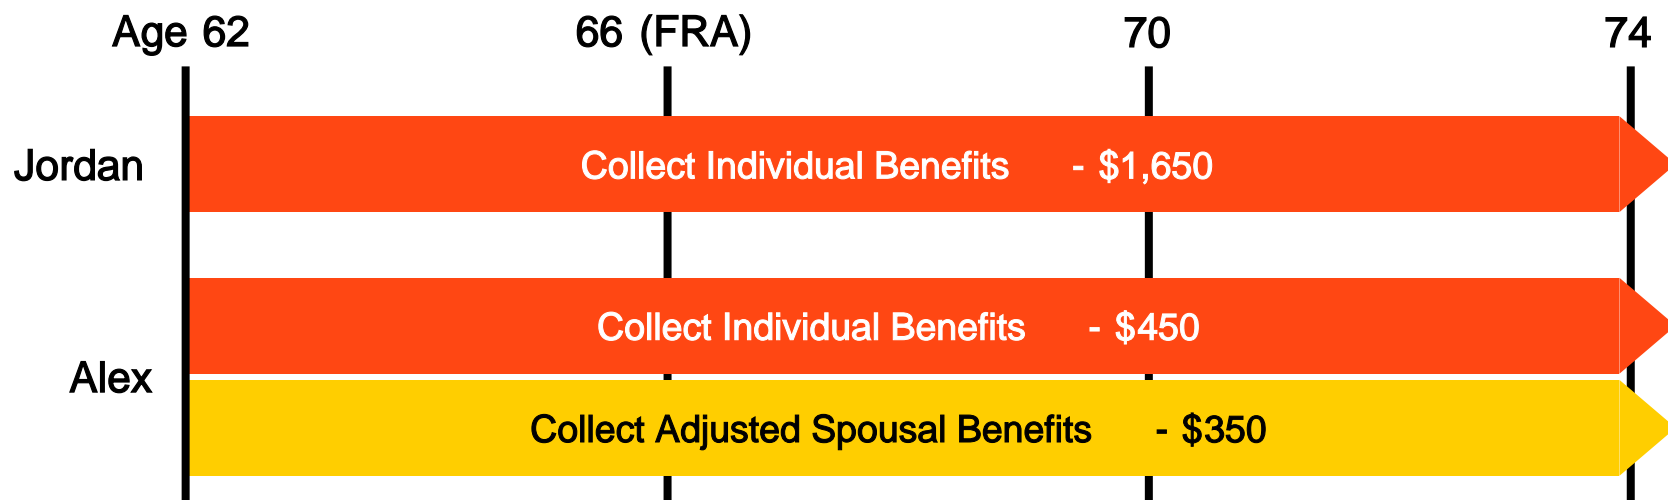 Age 62 66 (FRA) 70 74
Jordan
Collect Individual Benefits - $1,650
Collect Individual Benefits - $450
Alex
Collect Adjusted Spousal Benefits - $350